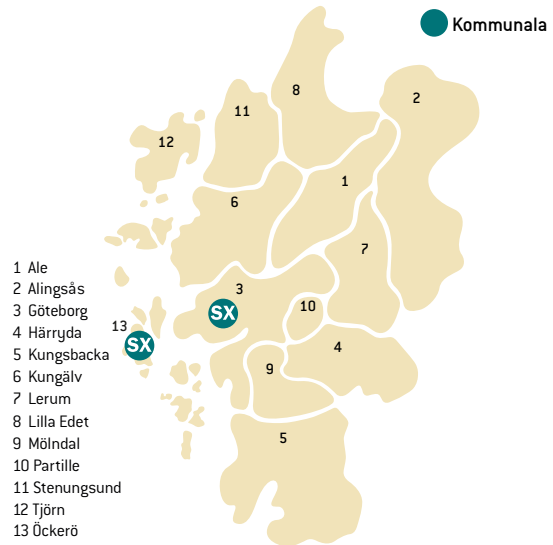 Kommunala
8
2
11
12
1
6
7
3
SX
10
13
SX
4
9
5
1 Ale
2 Alingsås
3 Göteborg
4 Härryda
5 Kungsbacka
6 Kungälv
7 Lerum
8 Lilla Edet
9 Mölndal
10 Partille
11 Stenungsund
12 Tjörn
13 Öckerö